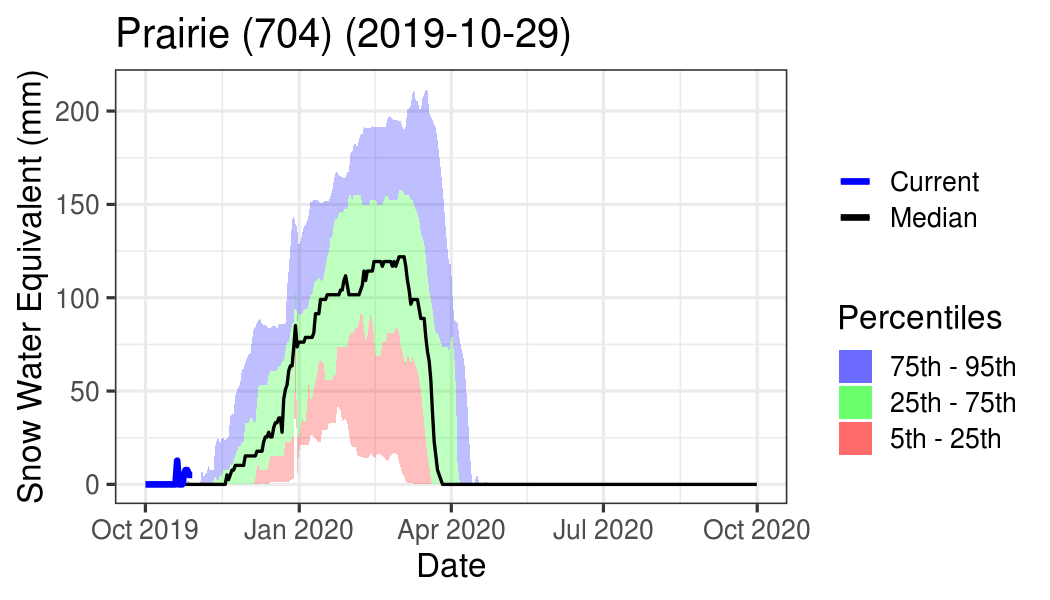 Prairie (704) (2019-10-29)
Snow Water Equivalent (mm)
200
150
100
50
0
Oct 2019 Jan 2020 Apr 2020 Jul 2020 Oct 2020
Date
Current
Median
Percentiles
75th - 95th
25th - 75th
5th - 25th